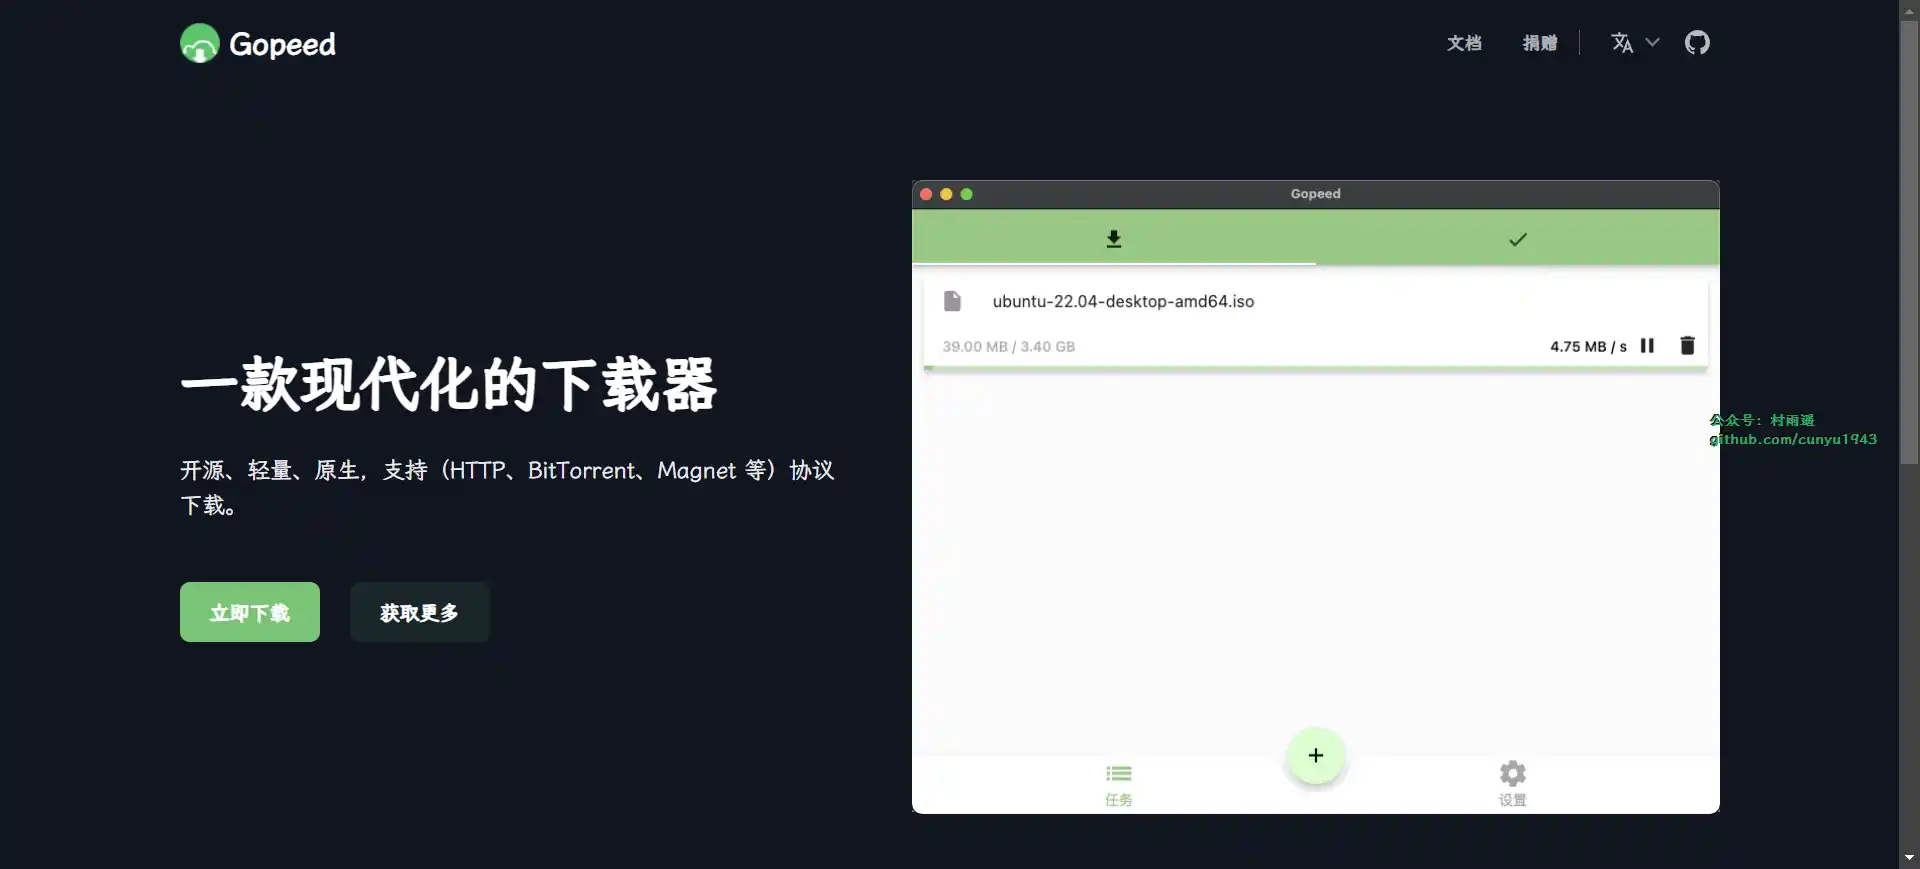 Gopeed
文档
捐赠
Gopeed
ubuntu-22.04-desktop-amd64.iso
39.00 MB / 3.40 GB
4.75 MB / s
一款现代化的下载器
公众号：村雨遥
github.com/cunyu1943
开源、轻量、原生，支持（HTTP、BitTorrent、Magnet 等）协议
下载。
立即下载
获取更多
任务
设置